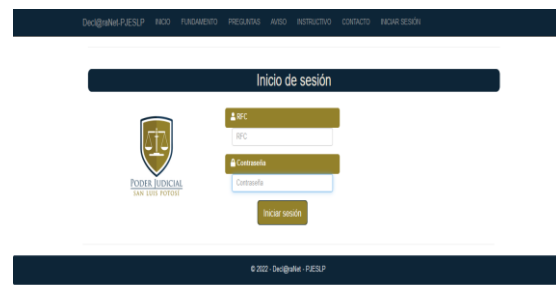 Decl@raNet-PJESLP INICIO FUNDAMENTO PREGUNTAS AVISO INSTRUCTIVO CONTACTO INICIAR SESIÓN
Inicio de sesión
RFC
RFC
Contraseña
Contraseña
Iniciar sesión
PODER JUDICIAL
SAN LUIS POTOSÍ
© 2022 - Decl@raNet - PJESLP